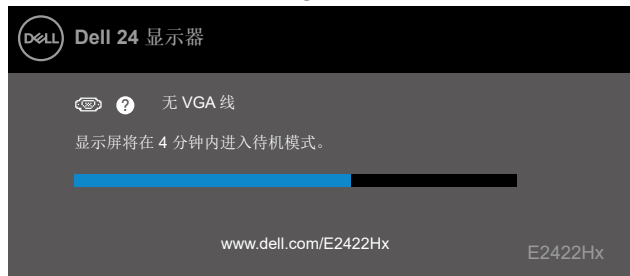 DELL Dell 24 显示器
? 无 VGA 线
显示屏将在 4 分钟内进入待机模式。
www.dell.com/E2422Hx
E2422Hx